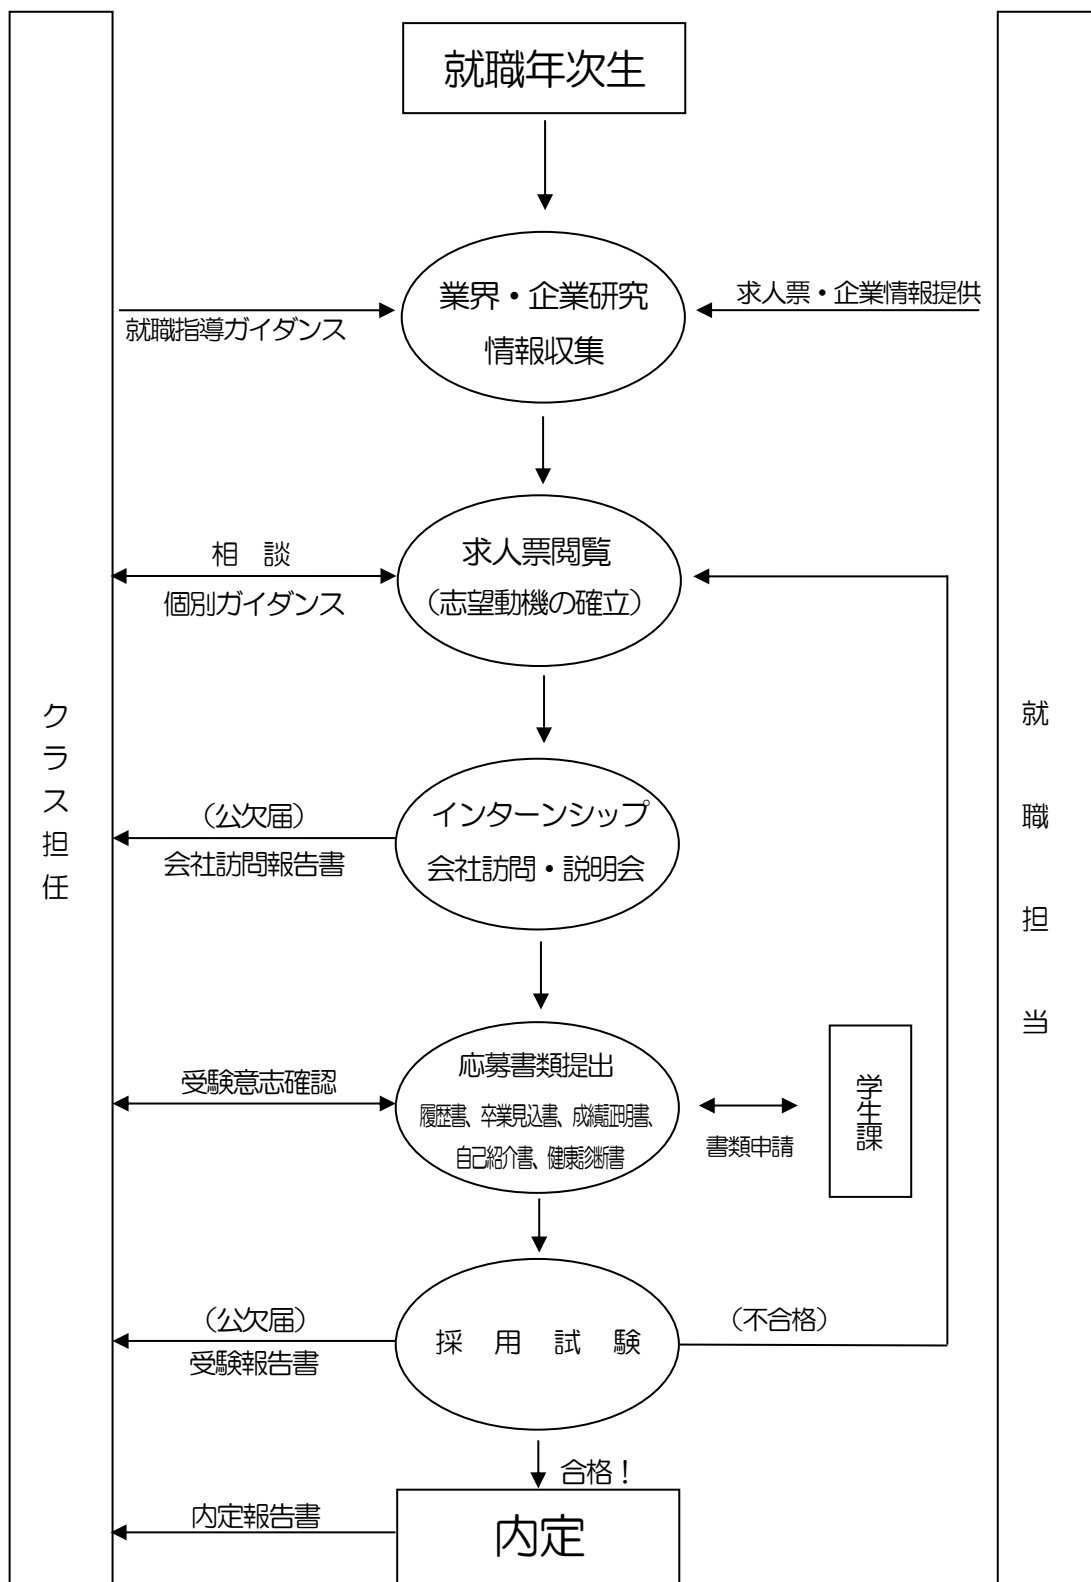 就職年次生
業界・企業研究
情報収集
就職指導ガイダンス
求人票・企業情報提供
求人票閲覧
（志望動機の確立）
相　談
個別ガイダンス
クラス担任
就職担当
インターンシップ
会社訪問・説明会
（公欠届）
会社訪問報告書
応募書類提出
履歴書、卒業見込書、成績証明書、
自己紹介書、健康診断書
受験意志確認
書類申請
学生課
採　用　試　験
（公欠届）
受験報告書
（不合格）
合格！
内定
内定報告書